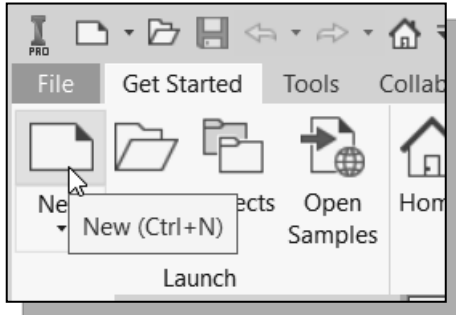 PRO
File Get Started Tools Collab
Ne ects Open Hom
Samples
New (Ctrl+N)
Launch